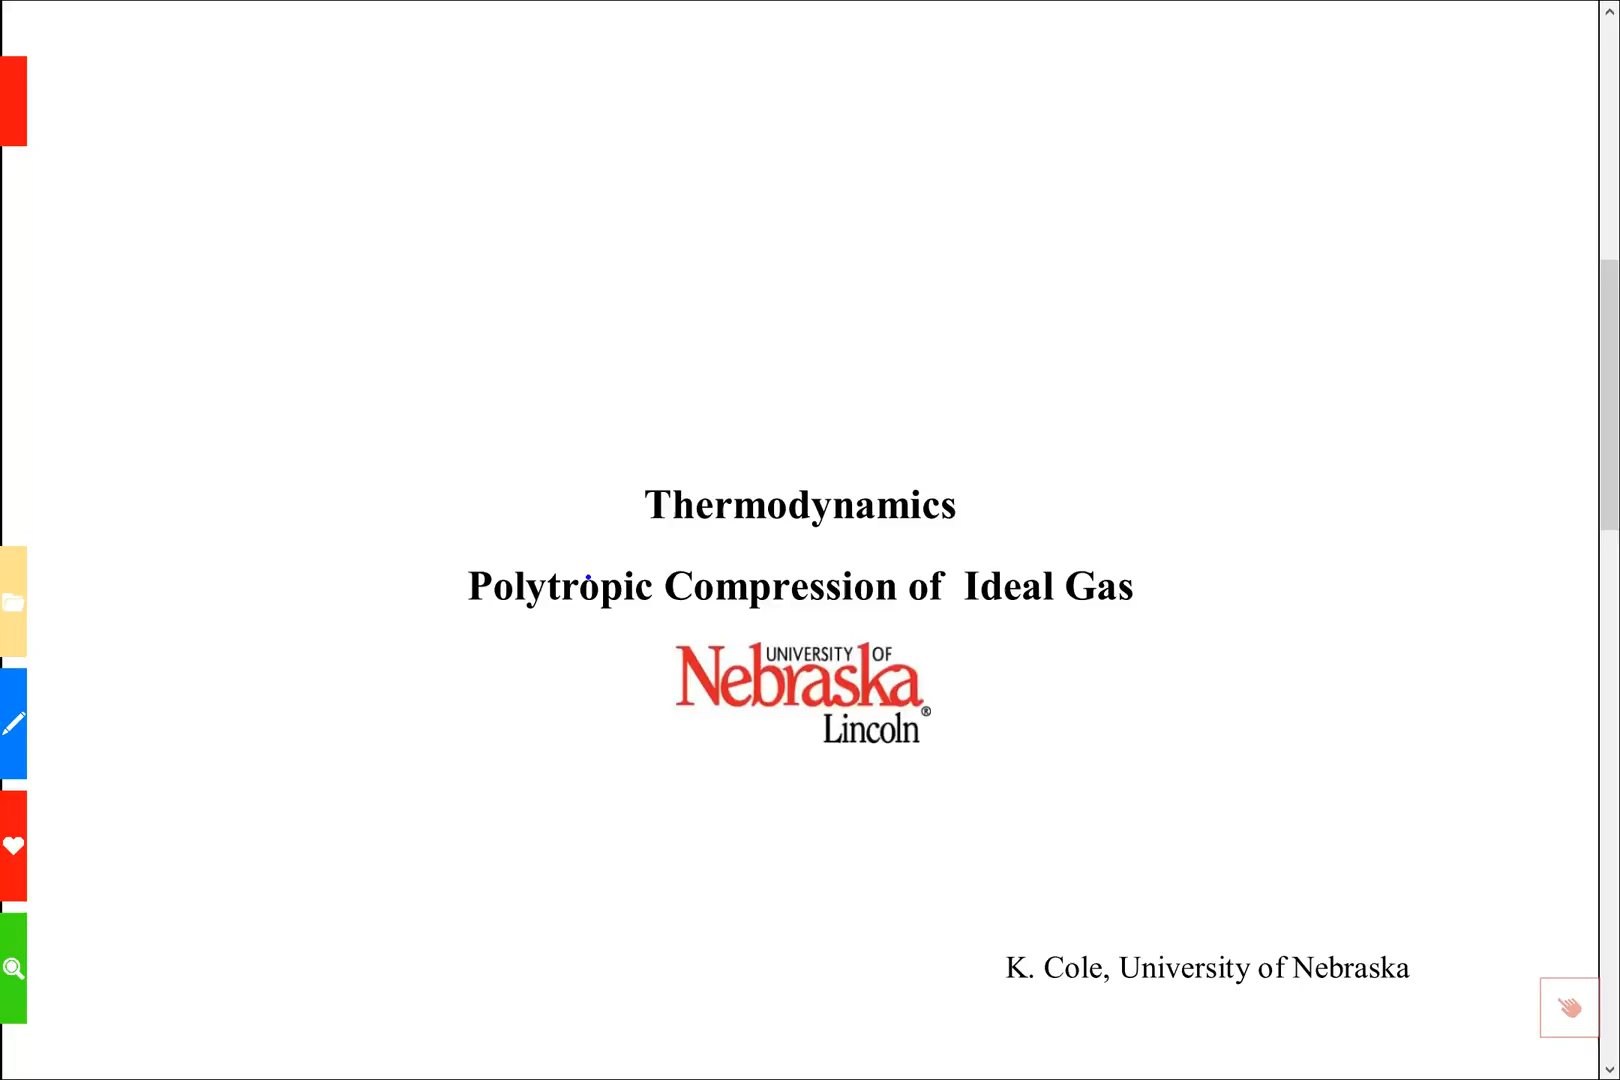 Thermodynamics
Polytropic Compression of Ideal Gas
UNIVERSITY OF
Nebraska
Lincoln®
K. Cole, University of Nebraska